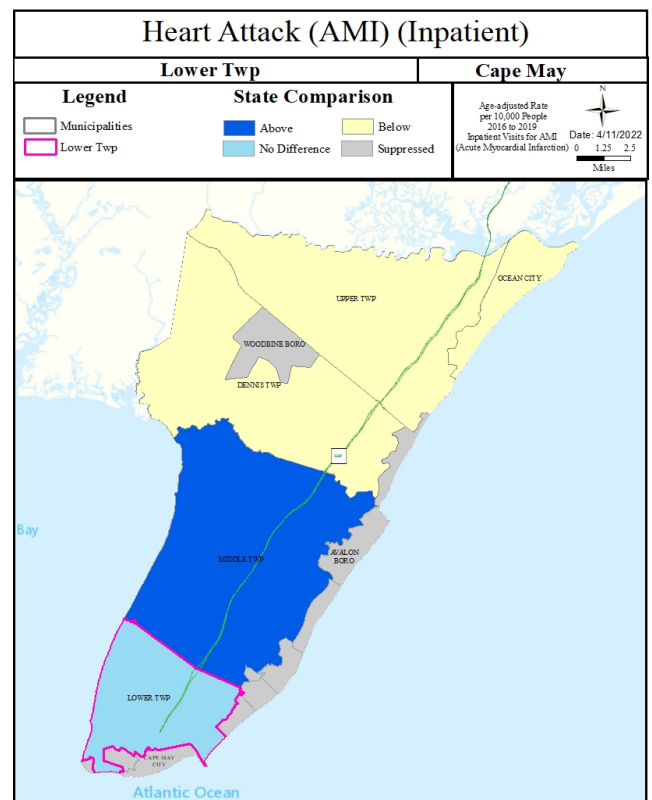 Heart Attack (AMI) (Inpatient)
Lower Twp
Cape May
Legend
Municipalities
Lower Twp
State Comparison
Above
Below
No Difference
Suppressed
Age-adjusted Rate
per 10,000 People
2016 to 2019
Inpatient Visits for AMI
(Acute Myocardial Infarction)
N
Date: 4/11/2022
0 1.25 2.5
Miles
OCEAN CITY
UPPER TWP
WOODBINE BORO
DENNIS TWP
GSP
Bay
MIDDLE TWP
AVALON
BORO
LOWER TWP
CAPE MAY
CITY
Atlantic Ocean